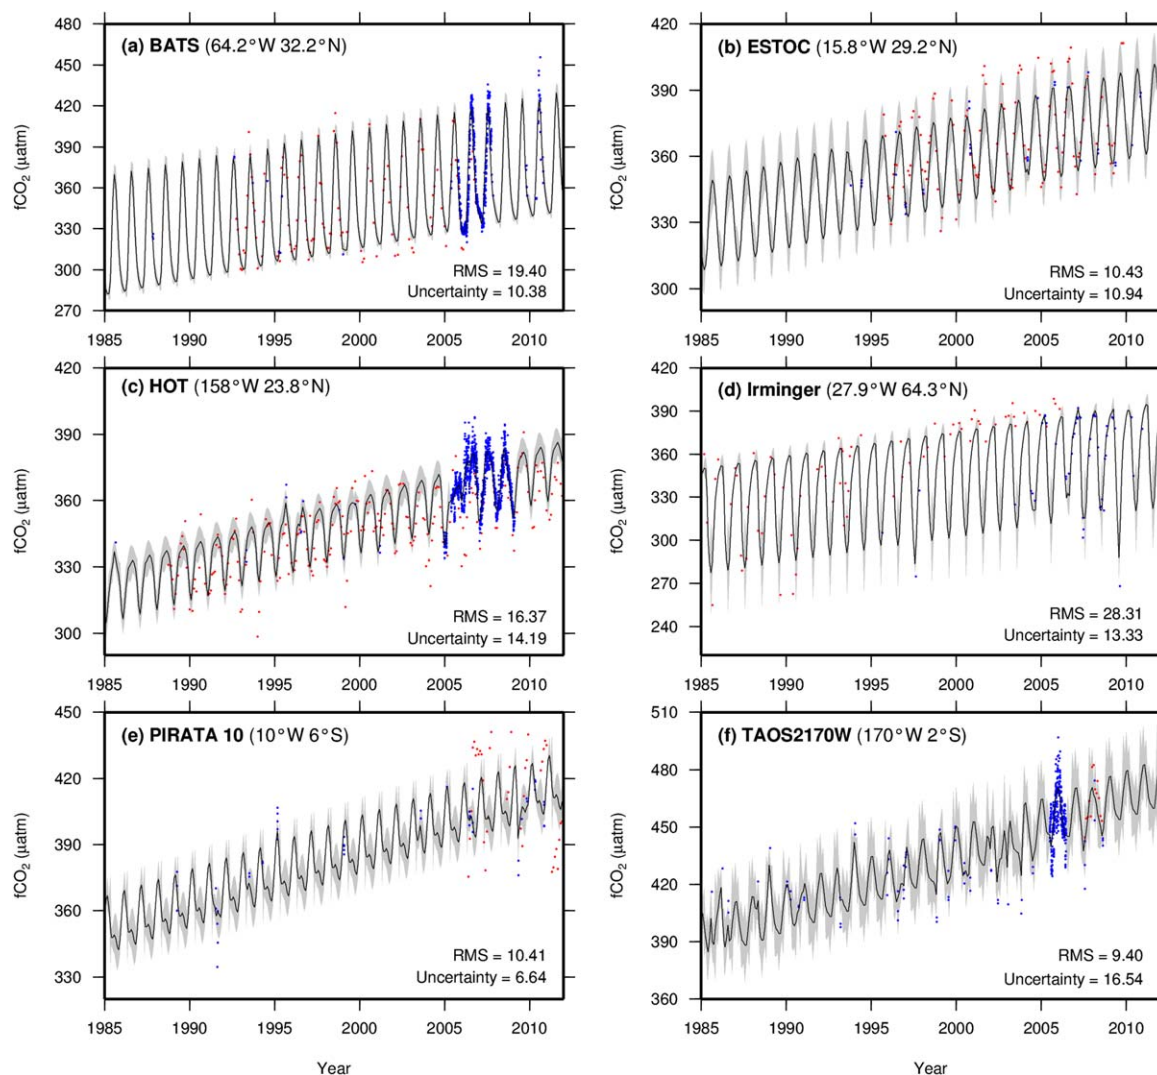 (a) BATS (64.2°W 32.2°N)
fCO2 (µatm)
480
450
420
390
360
330
300
270
RMS = 19.40
Uncertainty = 10.38
1985 1990 1995 2000 2005 2010
(b) ESTOC (15.8°W 29.2°N)
fCO2 (µatm)
420
390
360
330
300
RMS = 10.43
Uncertainty = 10.94
1985 1990 1995 2000 2005 2010
(c) HOT (158°W 23.8°N)
fCO2 (µatm)
420
390
360
330
300
RMS = 16.37
Uncertainty = 14.19
1985 1990 1995 2000 2005 2010
(d) Irminger (27.9°W 64.3°N)
fCO2 (µatm)
420
390
360
330
300
270
240
RMS = 28.31
Uncertainty = 13.33
1985 1990 1995 2000 2005 2010
(e) PIRATA 10 (10°W 6°S)
fCO2 (µatm)
450
420
390
360
330
RMS = 10.41
Uncertainty = 6.64
1985 1990 1995 2000 2005 2010
Year
(f) TAOS2170W (170°W 2°S)
fCO2 (µatm)
510
480
450
420
390
360
RMS = 9.40
Uncertainty = 16.54
1985 1990 1995 2000 2005 2010
Year